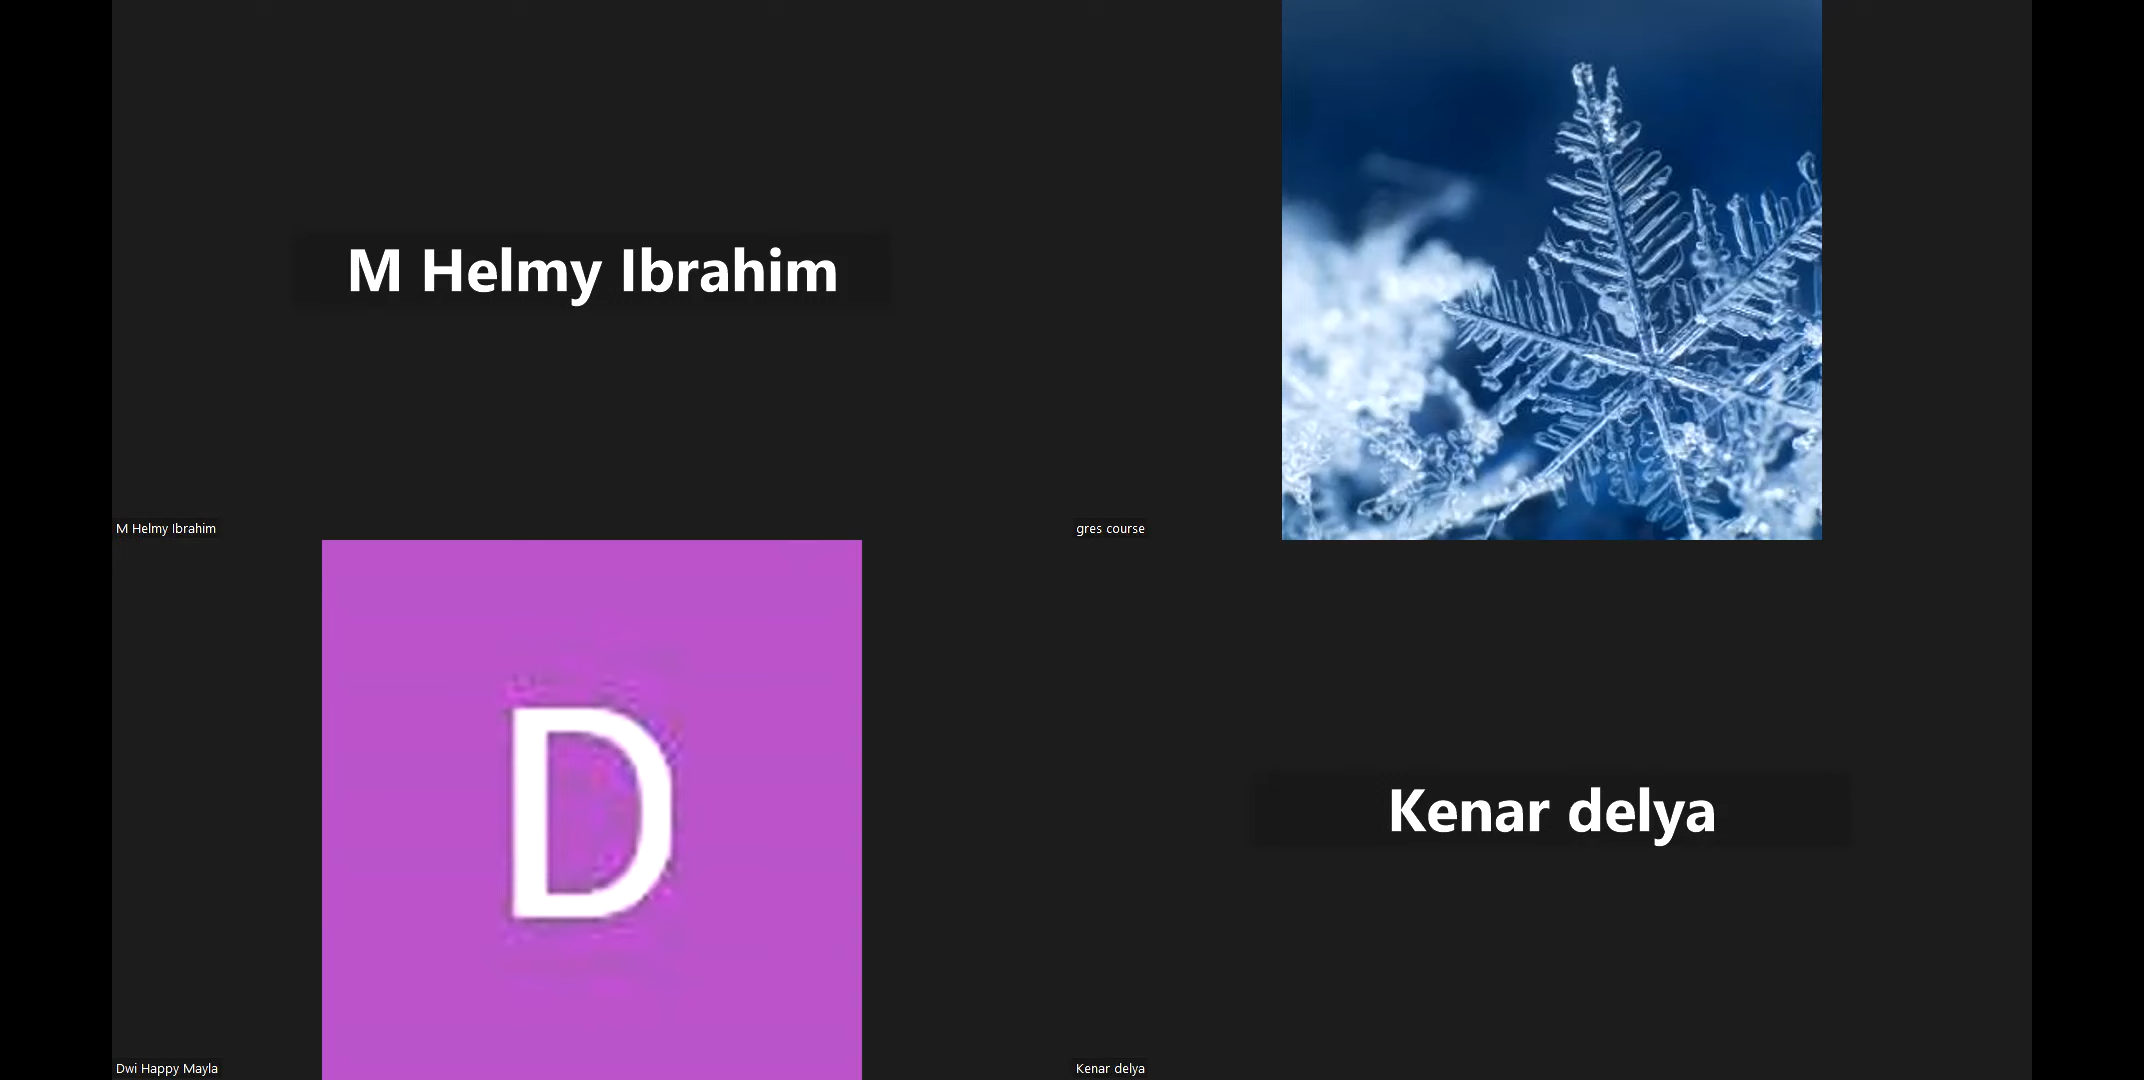 M Helmy Ibrahim
M Helmy Ibrahim
gres course
D
Dwi Happy Mayla
Kenar delya
Kenar delya